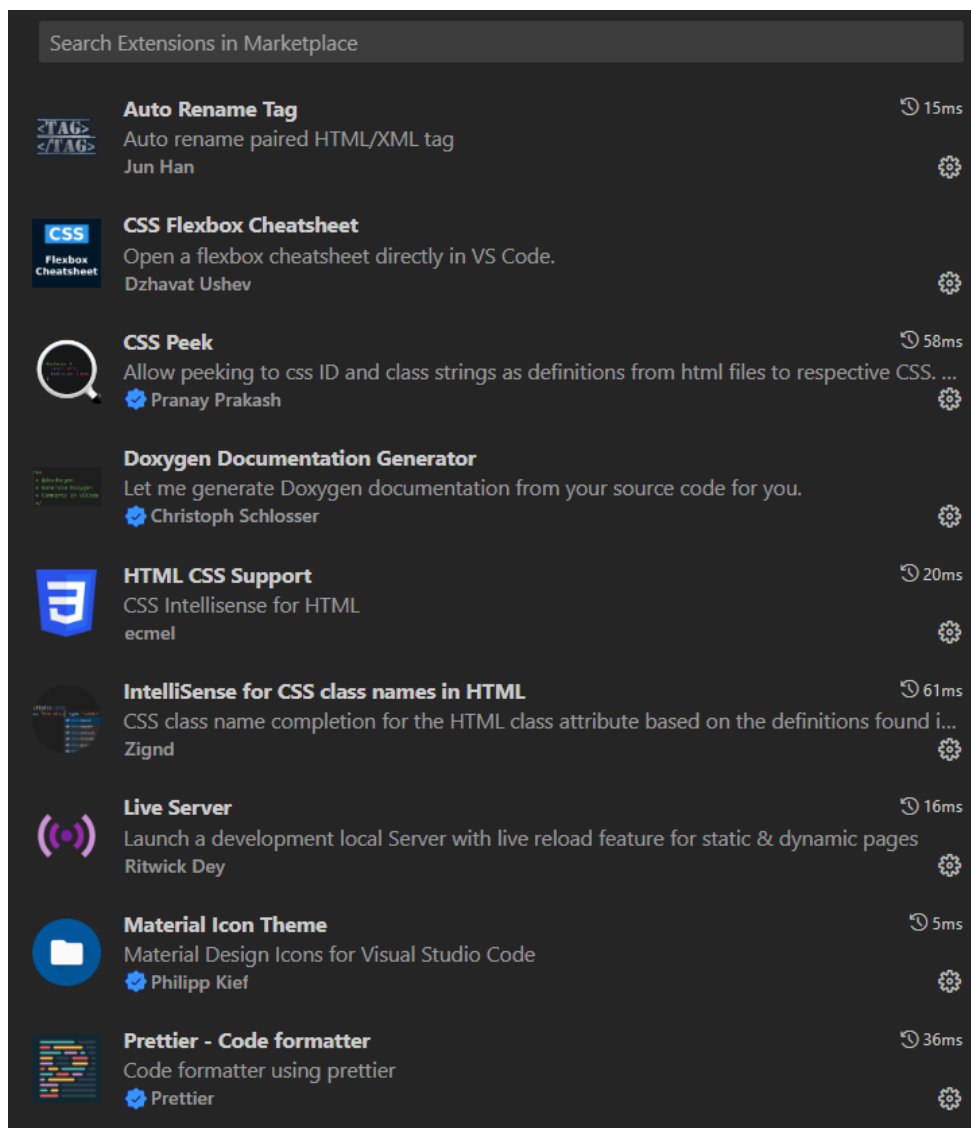 Search Extensions in Marketplace
<TAG>
</TAG>
Auto Rename Tag
15ms
Auto rename paired HTML/XML tag
Jun Han
CSS
Flexbox
Cheatsheet
CSS Flexbox Cheatsheet
Open a flexbox cheatsheet directly in VS Code.
Dzhavat Ushev
CSS Peek
58ms
Allow peeking to css ID and class strings as definitions from html files to respective CSS. ...
Pranay Prakash
Doxygen Documentation Generator
Let me generate Doxygen documentation from your source code for you.
Christoph Schlosser
HTML CSS Support
20ms
CSS Intellisense for HTML
ecmel
IntelliSense for CSS class names in HTML
61ms
CSS class name completion for the HTML class attribute based on the definitions found i...
Zignd
Live Server
16ms
Launch a development local Server with live reload feature for static & dynamic pages
Ritwick Dey
Material Icon Theme
5ms
Material Design Icons for Visual Studio Code
Philipp Kief
Prettier - Code formatter
36ms
Code formatter using prettier
Prettier